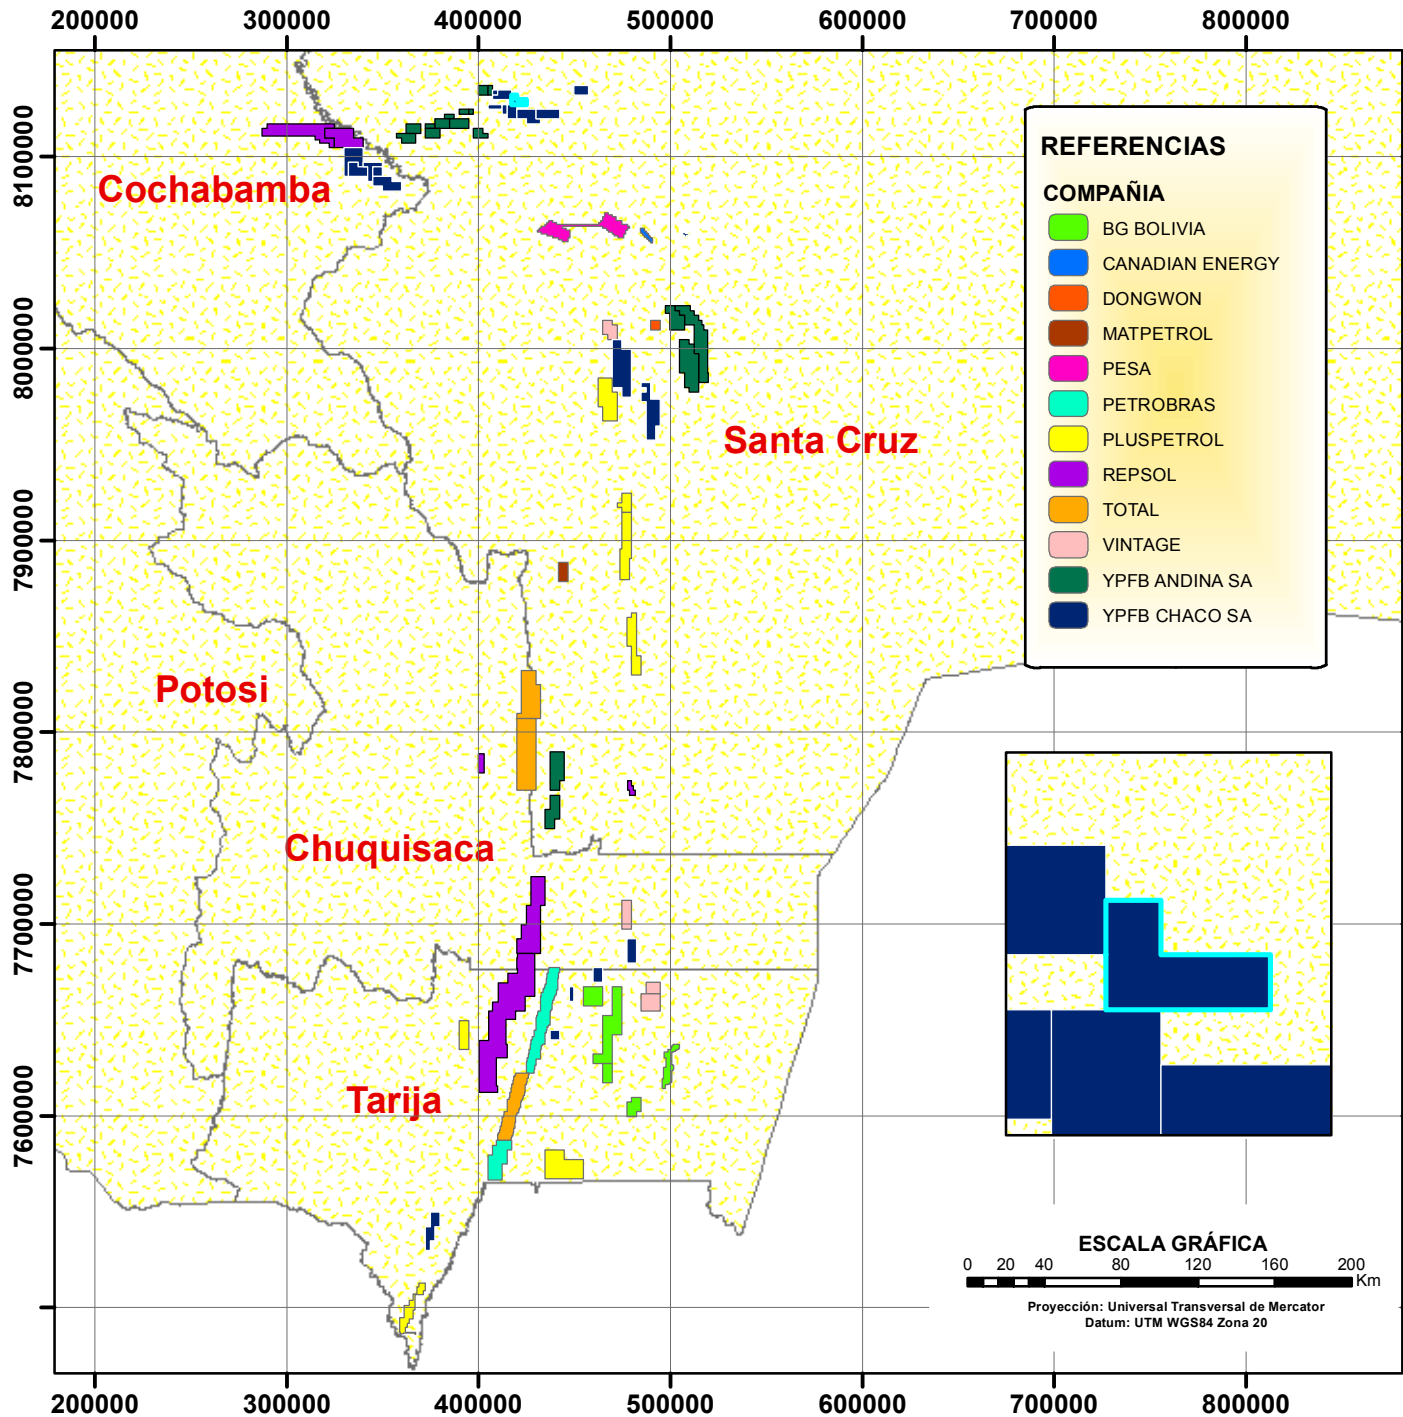 200000 300000 400000 500000 600000 700000 800000
8100000
8000000
7900000
7800000
7700000
7600000
Cochabamba
Santa Cruz
Potosi
Chuquisaca
Tarija
REFERENCIAS
COMPAÑIA
BG BOLIVIA
CANADIAN ENERGY
DONGWON
MATPETROL
PESA
PETROBRAS
PLUSPETROL
REPSOL
TOTAL
VINTAGE
YPFB ANDINA SA
YPFB CHACO SA
ESCALA GRÁFICA
0 20 40 80 120 160 200
Km
Proyección: Universal Transversal de Mercator
Datum: UTM WGS84 Zona 20
200000 300000 400000 500000 600000 700000 800000